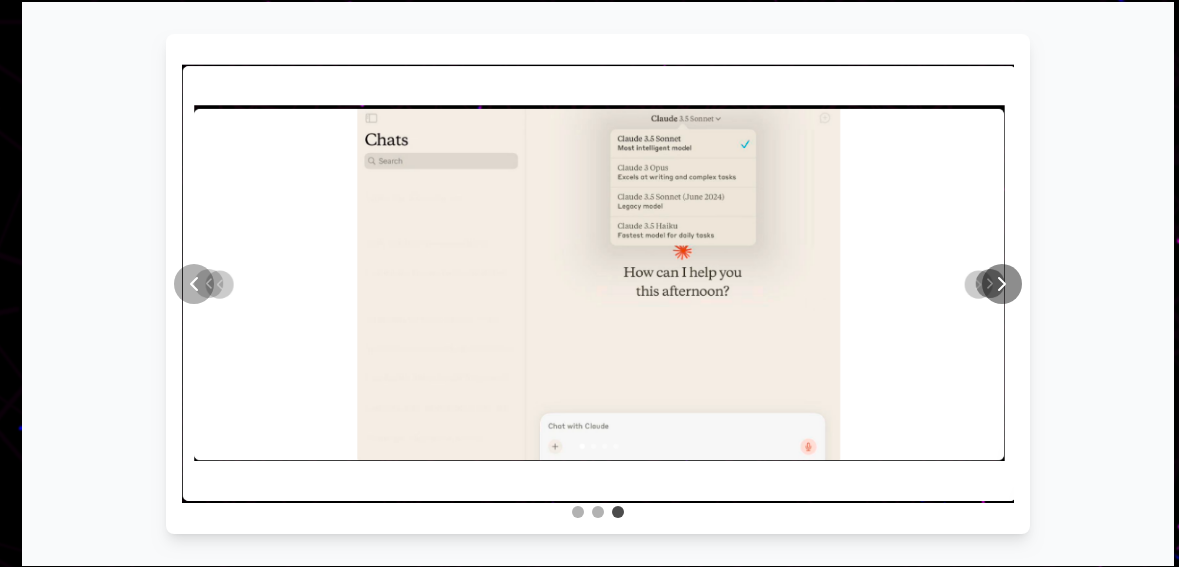 Claude 3.5 Sonnet
Chats
Search
Claude 3.5 Sonnet
Most intelligent model
Claude 3 Opus
Excels at writing and complex tasks
Claude 3.5 Sonnet (June 2024)
Legacy model
Claude 3.5 Haiku
Fastest model for daily tasks
How can I help you
this afternoon?
Chat with Claude